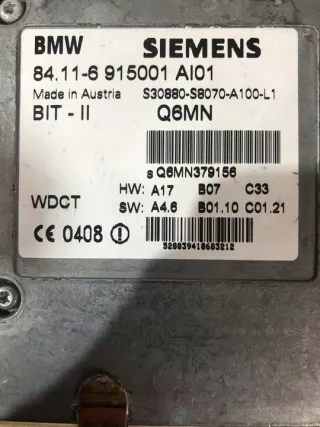 BMW SIEMENS
84.11-6 915001 AI01
Made in Austria S30880-S8070-A100-L1
BIT - II Q6MN
S Q6MN379156
HW: A17 B07 C33
WDCT SW: A4.6 B01.10 C01.21
CE 0408
520039410603212